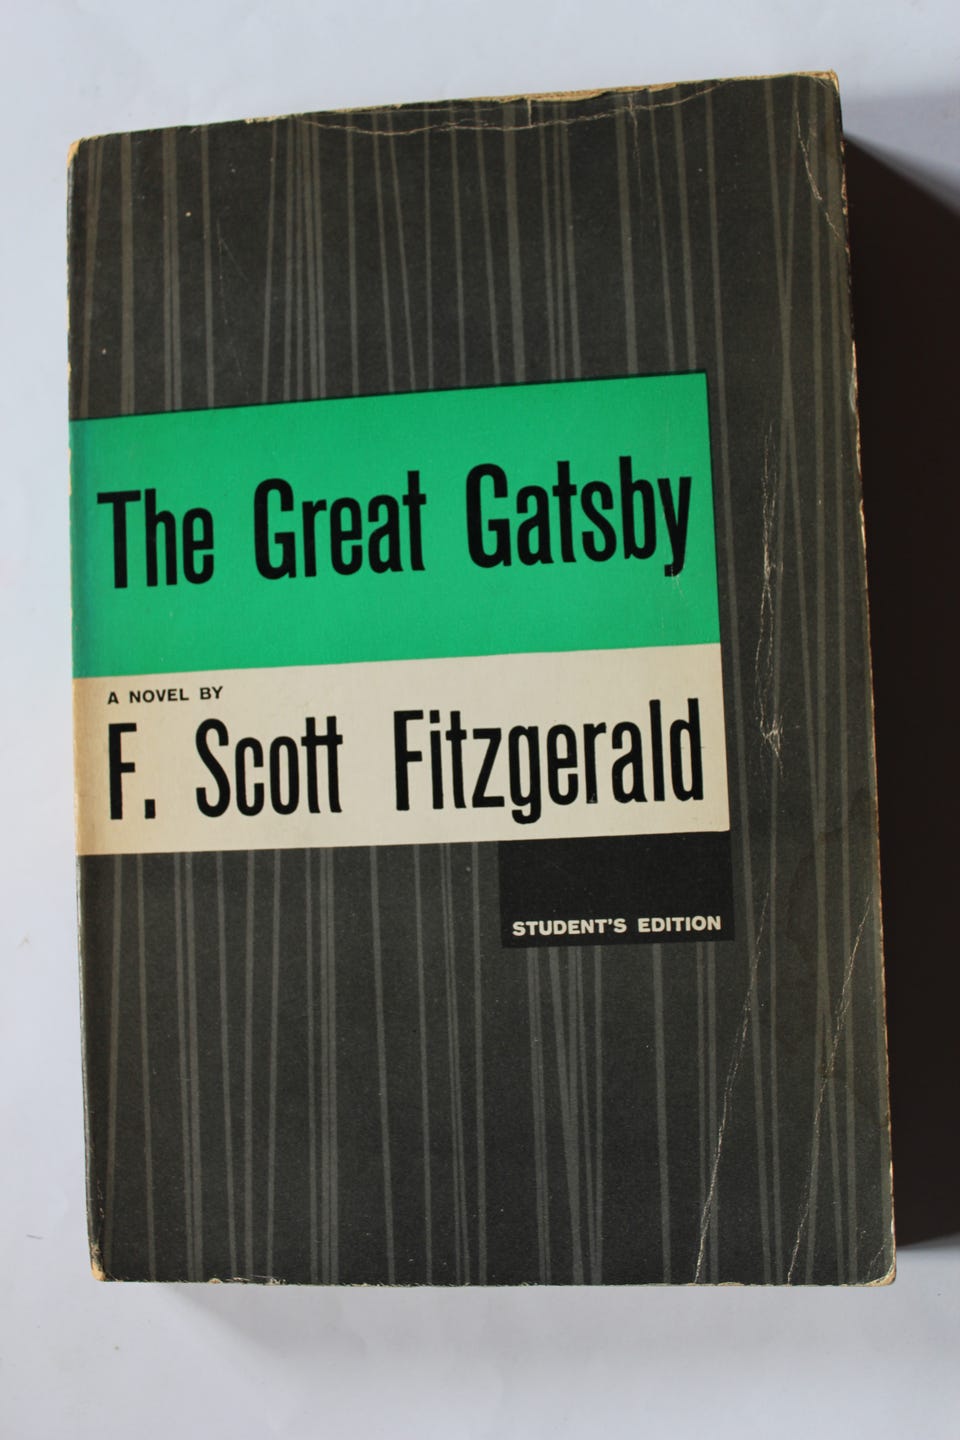 The Great Gatsby
A NOVEL BY
F. Scott Fitzgerald
STUDENT'S EDITION